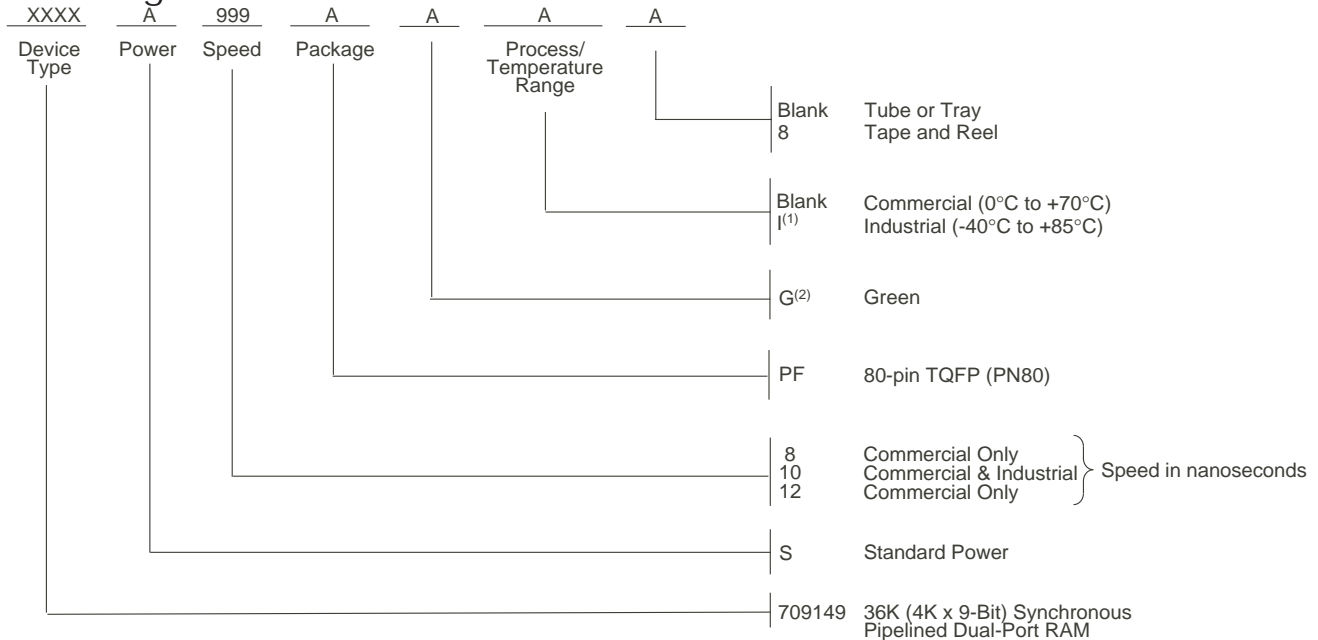 XXXX A 999 A A A A
Device Type Power Speed Package Process/ Temperature Range
Blank Tube or Tray
8 Tape and Reel
Blank Commercial (0°C to +70°C)
I(1) Industrial (-40°C to +85°C)
G(2) Green
PF 80-pin TQFP (PN80)
8 Commercial Only
10 Commercial & Industrial Speed in nanoseconds
12 Commercial Only
S Standard Power
709149 36K (4K x 9-Bit) Synchronous
Pipelined Dual-Port RAM